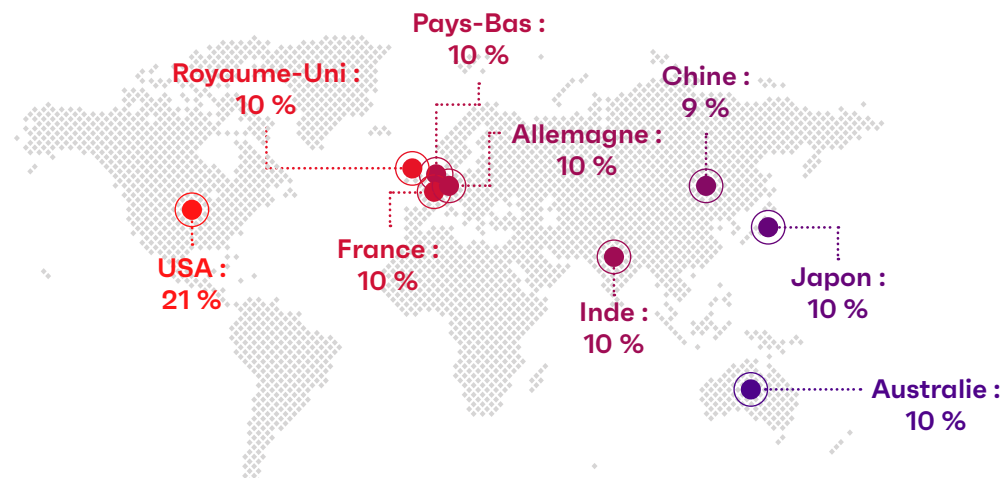 Pays-Bas :
10 %
Royaume-Uni :
10 %
Chine :
9 %
Allemagne :
10 %
France :
10 %
USA :
21 %
Japon :
10 %
Inde :
10 %
Australie :
10 %